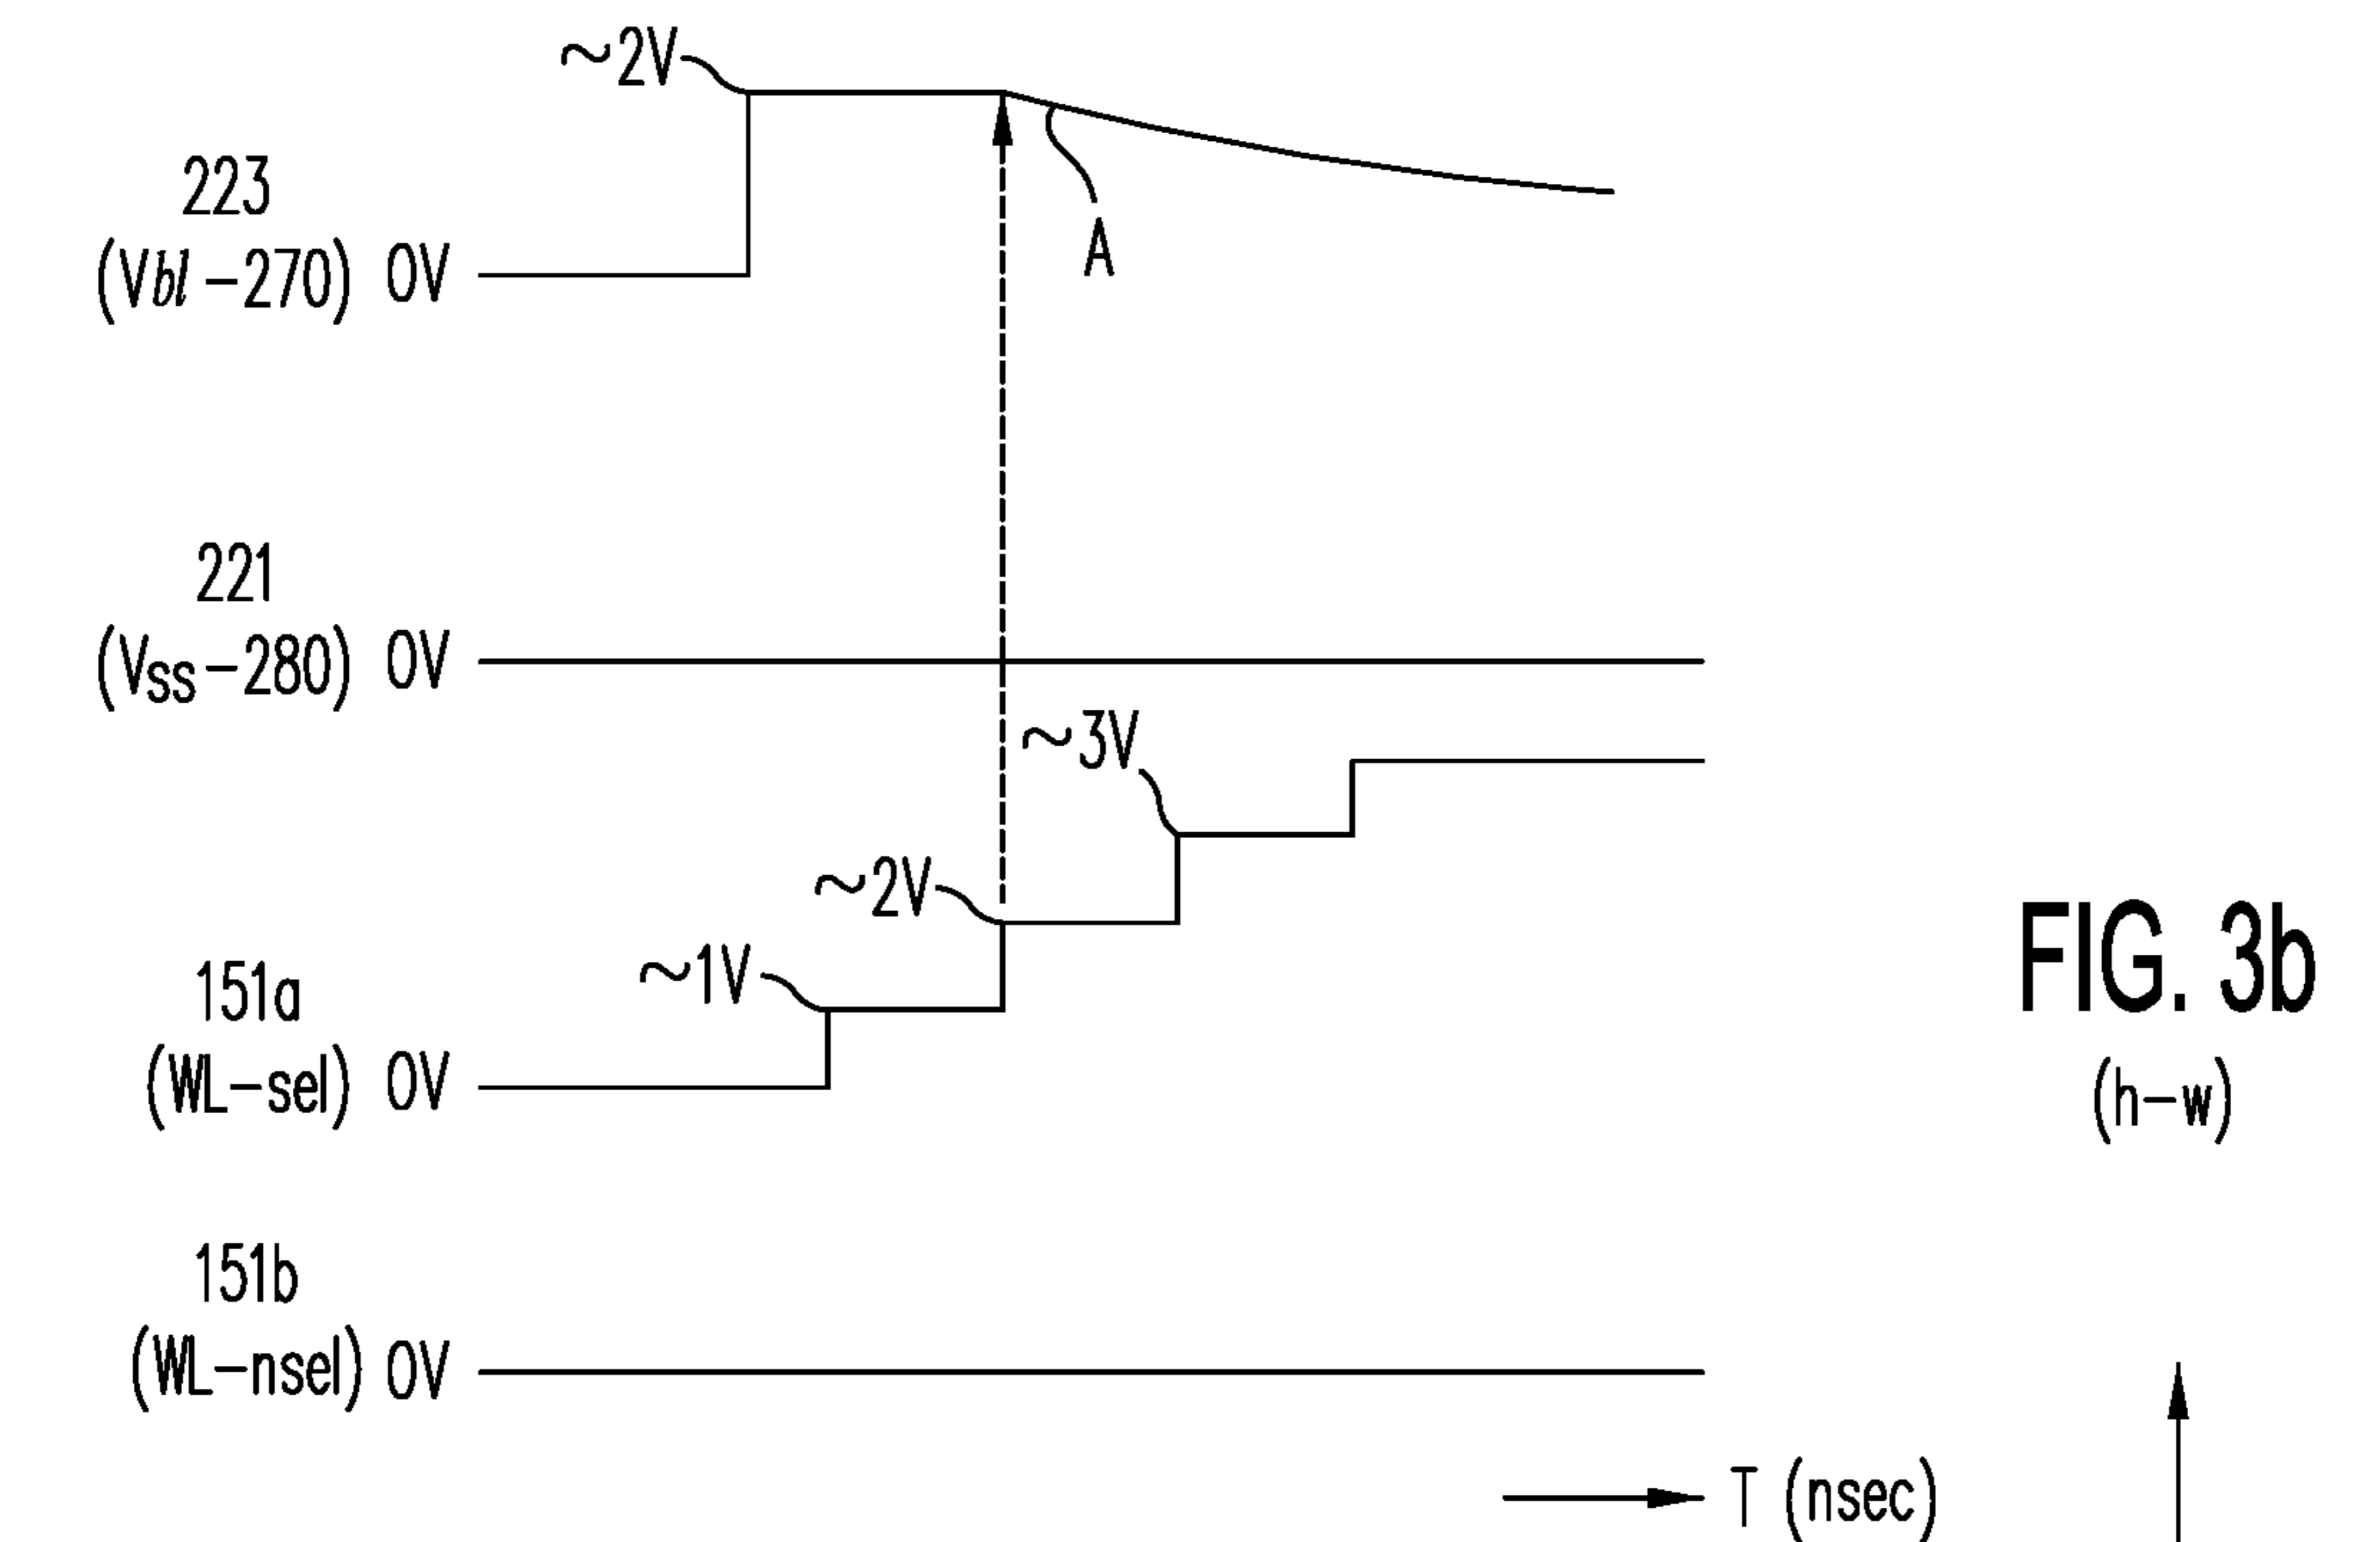 ~2V
223
(Vbl-270) 0V
A
221
(Vss-280) 0V
~3V
~2V
~1V
151a
(WL-sel) 0V
FIG. 3b
(h-w)
151b
(WL-nsel) 0V
T (nsec)